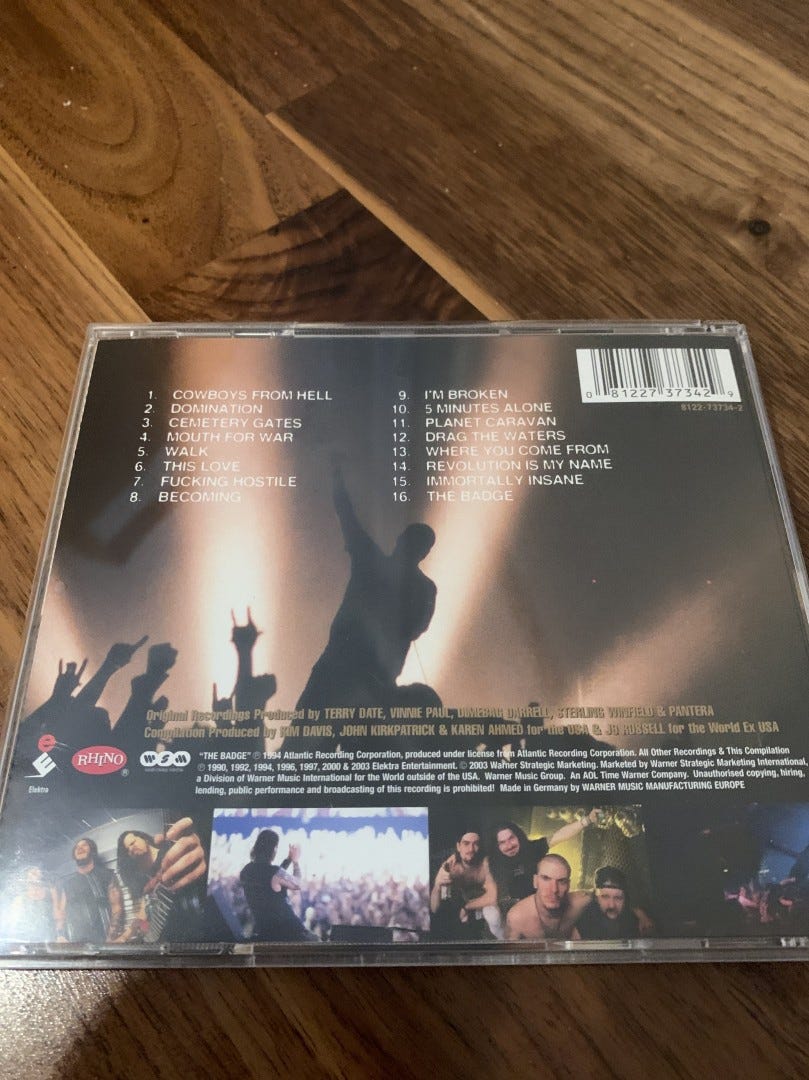 1. COWBOYS FROM HELL
2. DOMINATION
3. CEMETERY GATES
4. MOUTH FOR WAR
5. WALK
6. THIS LOVE
7. FUCKING HOSTILE
8. BECOMING
9. I'M BROKEN
10. 5 MINUTES ALONE
11. PLANET CARAVAN
12. DRAG THE WATERS
13. WHERE YOU COME FROM
14. REVOLUTION IS MY NAME
15. IMMORTALLY INSANE
16. THE BADGE
0 81227 37342 9
8122-73734-2
Original Recordings Produced by TERRY DATE, VINNIE PAUL, DIMEBAG DARRELL, STERLING WINFIELD & PANTERA
Compilation Produced by KIM DAVIS, JOHN KIRKPATRICK & KAREN AHMED for the USA & JO RUSSELL for the World Ex USA
Elektra
RHINO
WSM
"THE BADGE" ℗ 1994 Atlantic Recording Corporation, produced under license from Atlantic Recording Corporation. All Other Recordings & This Compilation
℗ 1990, 1992, 1994, 1996, 1997, 2000 & 2003 Elektra Entertainment. © 2003 Warner Strategic Marketing. Marketed by Warner Strategic Marketing International,
a Division of Warner Music International for the World outside of the USA. Warner Music Group. An AOL Time Warner Company. Unauthorised copying, hiring,
lending, public performance and broadcasting of this recording is prohibited! Made in Germany by WARNER MUSIC MANUFACTURING EUROPE